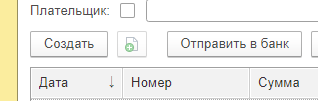 Плательщик:
Создать Отправить в банк
Дата ↓ Номер Сумма